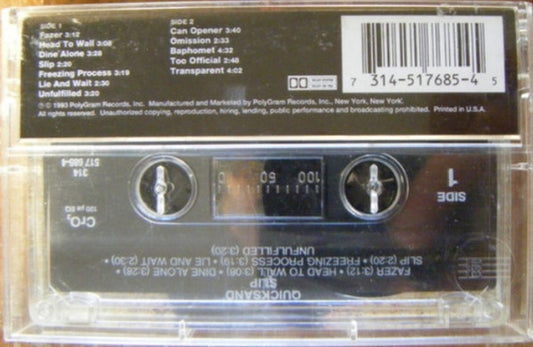 SIDE 1
Fazer 3:12
Head To Wall 3:08
Dine Alone 3:28
Slip 2:20
Freezing Process 3:19
Lie And Wait 2:30
Unfulfilled 3:20
SIDE 2
Can Opener 3:40
Omission 2:33
Baphomet 4:32
Too Official 2:48
Transparent 4:02
7 314-517685-4 5
℗ © 1993 PolyGram Records, Inc. Manufactured and Marketed by PolyGram Records, Inc., New York, New York.
All rights reserved. Unauthorized copying, reproduction, hiring, lending, public performance and broadcasting prohibited. Printed in U.S.A.
314
517 685-4
CrO₂
120 μs EQ
100 50 0
SIDE
1
QUICKSAND
SLIP
FAZER (3:12) • HEAD TO WALL (3:08) • DINE ALONE (3:28) •
SLIP (2:20) • FREEZING PROCESS (3:19) • LIE AND WAIT (2:30) •
UNFULFILLED (3:20)